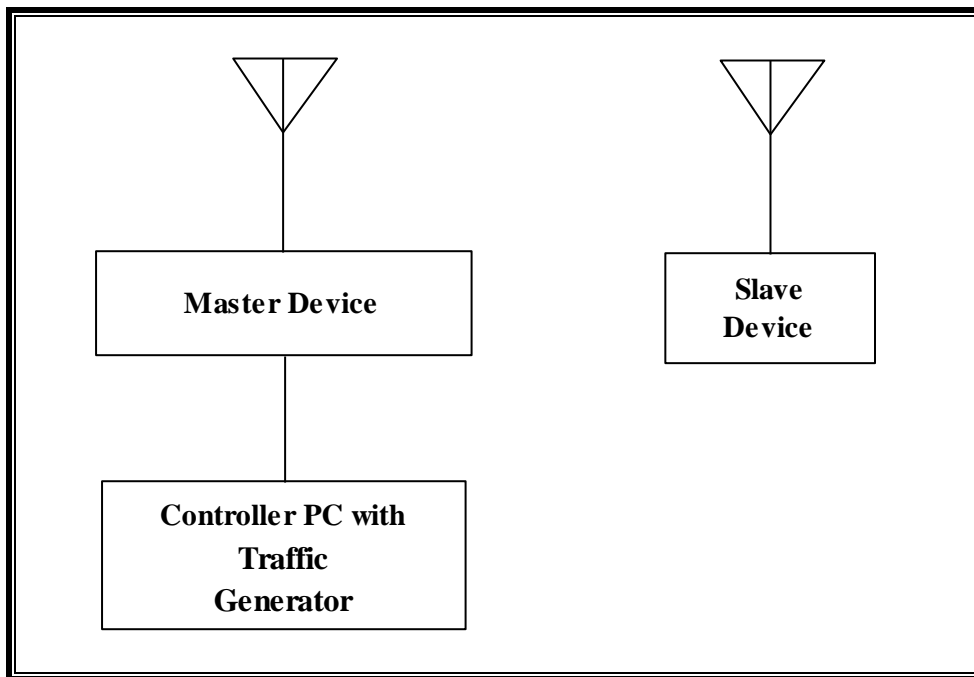 Master Device
Slave
Device
Controller PC with
Traffic
Generator